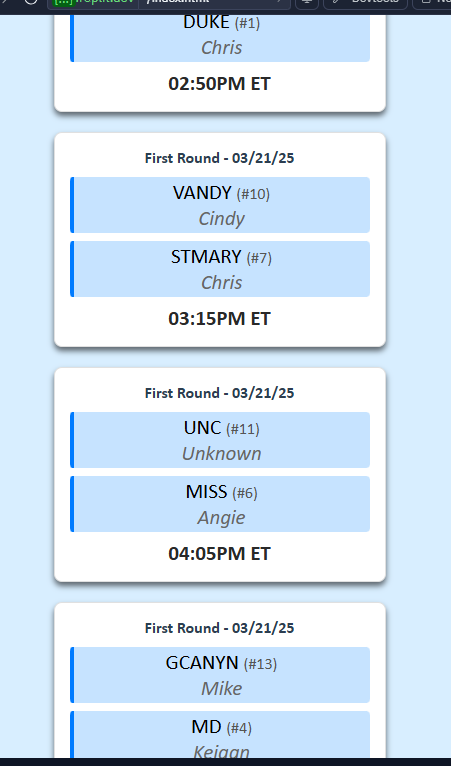 DUKE (#1)
Chris
02:50PM ET
First Round - 03/21/25
VANDY (#10)
Cindy
STMARY (#7)
Chris
03:15PM ET
First Round - 03/21/25
UNC (#11)
Unknown
MISS (#6)
Angie
04:05PM ET
First Round - 03/21/25
GCANYN (#13)
Mike
MD (#4)
Keigan